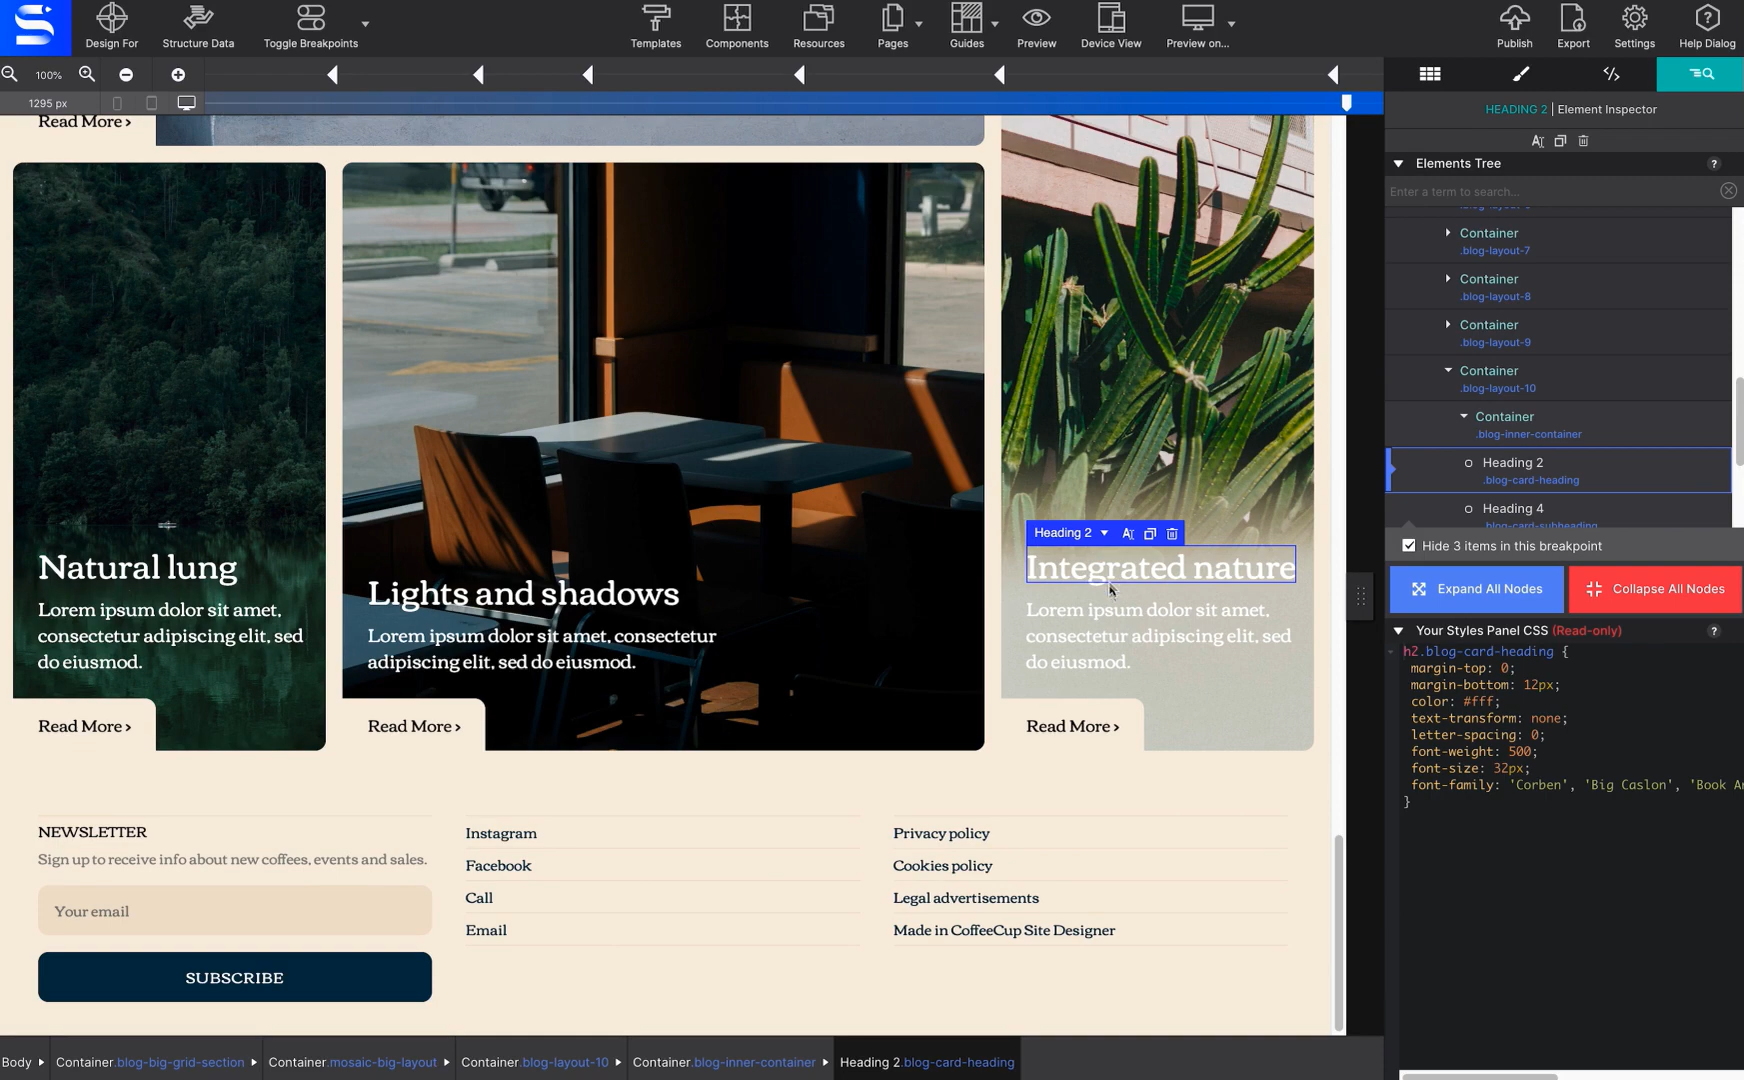 Design For
Structure Data
Toggle Breakpoints
Templates
Components
Resources
Pages
Guides
Preview
Device View
Preview on...
Publish
Export
Settings
Help Dialog
100%
1295 px
HEADING 2 | Element Inspector
Elements Tree
?
Enter a term to search...
Container
.blog-layout-7
Container
.blog-layout-8
Container
.blog-layout-9
Container
.blog-layout-10
Container
.blog-inner-container
Heading 2
.blog-card-heading
Heading 4
.blog-card-subheading
Hide 3 items in this breakpoint
Expand All Nodes
Collapse All Nodes
Your Styles Panel CSS (Read-only)
?
h2.blog-card-heading {
margin-top: 0;
margin-bottom: 12px;
color: #fff;
text-transform: none;
letter-spacing: 0;
font-weight: 500;
font-size: 32px;
font-family: 'Corben', 'Big Caslon', 'Book
}
Read More >
Natural lung
Lorem ipsum dolor sit amet,
consectetur adipiscing elit, sed
do eiusmod.
Read More >
Lights and shadows
Lorem ipsum dolor sit amet, consectetur
adipiscing elit, sed do eiusmod.
Read More >
Heading 2
Integrated nature
Lorem ipsum dolor sit amet,
consectetur adipiscing elit, sed
do eiusmod.
Read More >
NEWSLETTER
Sign up to receive info about new coffees, events and sales.
Your email
SUBSCRIBE
Instagram
Facebook
Call
Email
Privacy policy
Cookies policy
Legal advertisements
Made in CoffeeCup Site Designer
Body
Container.blog-big-grid-section
Container.mosaic-big-layout
Container.blog-layout-10
Container.blog-inner-container
Heading 2.blog-card-heading